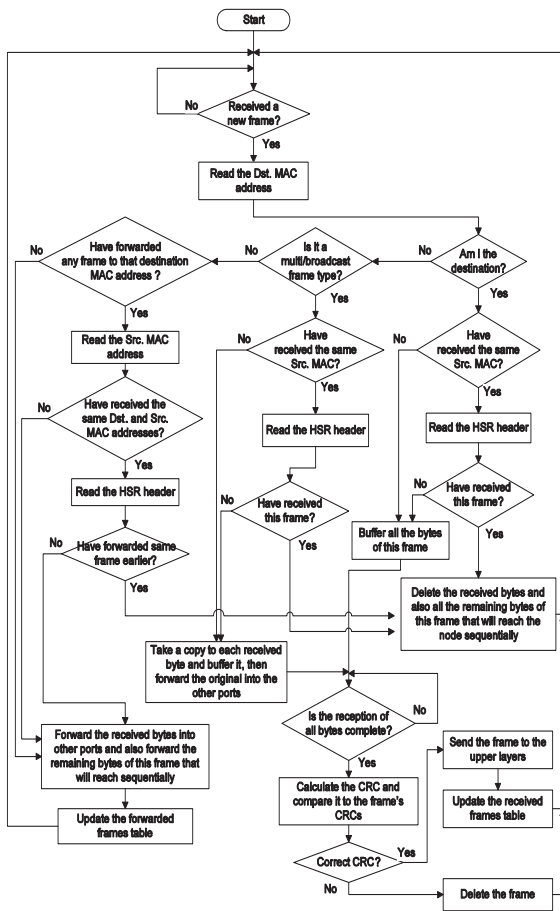 Start
Received a
new frame?
No
Yes
Read the Dst. MAC
address
Am I the
destination?
No
Yes
Is it a
multi/broadcast
frame type?
No
Yes
Have forwarded
any frame to that destination
MAC address ?
No
Yes
Read the Src. MAC
address
Have received the
same Dst. and Src.
MAC addresses?
No
Yes
Read the HSR header
Have forwarded same
frame earlier?
No
Yes
Have
received the same
Src. MAC?
No
Yes
Read the HSR header
Have received
this frame?
No
Yes
Have
received the same
Src. MAC?
No
Yes
Read the HSR header
Have received
this frame?
No
Yes
Buffer all the bytes
of this frame
Delete the received bytes and
also all the remaining bytes of
this frame that will reach the
node sequentially
Take a copy to each received
byte and buffer it, then
forward the original into the
other ports
Is the reception of
all bytes complete?
No
Yes
Forward the received bytes into
other ports and also forward the
remaining bytes of this frame that
will reach sequentially
Update the forwarded
frames table
Calculate the CRC and
compare it to the frame's
CRCs
Correct CRC?
Yes
No
Send the frame to the
upper layers
Update the received
frames table
Delete the frame